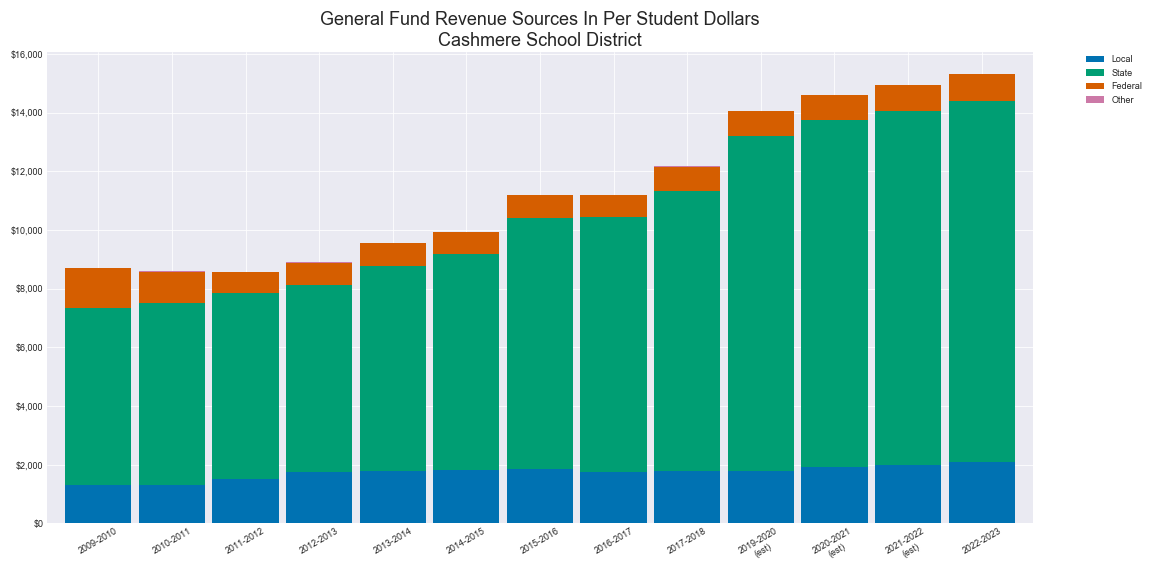 General Fund Revenue Sources In Per Student Dollars
Cashmere School District
$16,000
$14,000
$12,000
$10,000
$8,000
$6,000
$4,000
$2,000
$0
2009-2010
2010-2011
2011-2012
2012-2013
2013-2014
2014-2015
2015-2016
2016-2017
2017-2018
2019-2020
(est)
2020-2021
(est)
2021-2022
(est)
2022-2023
Local
State
Federal
Other